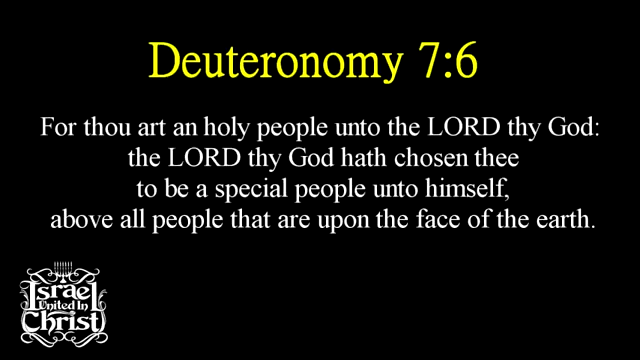 Deuteronomy 7:6
For thou art an holy people unto the LORD thy God:
the LORD thy God hath chosen thee
to be a special people unto himself,
above all people that are upon the face of the earth.
Israel
United In
Christ